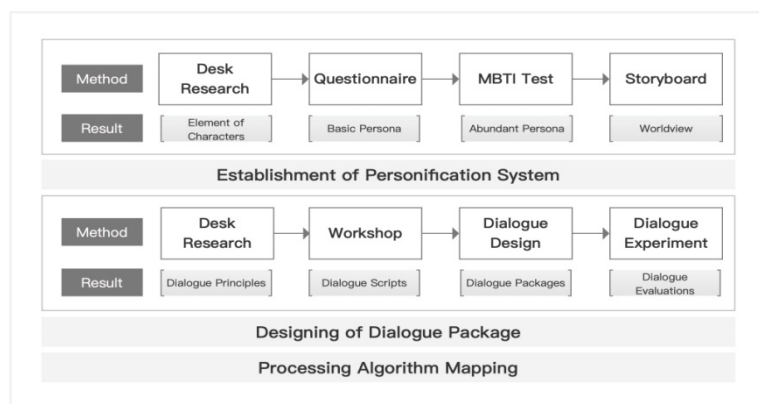 Method
Desk
Research
Questionnaire
MBTI Test
Storyboard
Result
Element of
Characters
Basic Persona
Abundant Persona
Worldview
Establishment of Personification System
Method
Desk
Research
Workshop
Dialogue
Design
Dialogue
Experiment
Result
Dialogue Principles
Dialogue Scripts
Dialogue Packages
Dialogue
Evaluations
Designing of Dialogue Package
Processing Algorithm Mapping